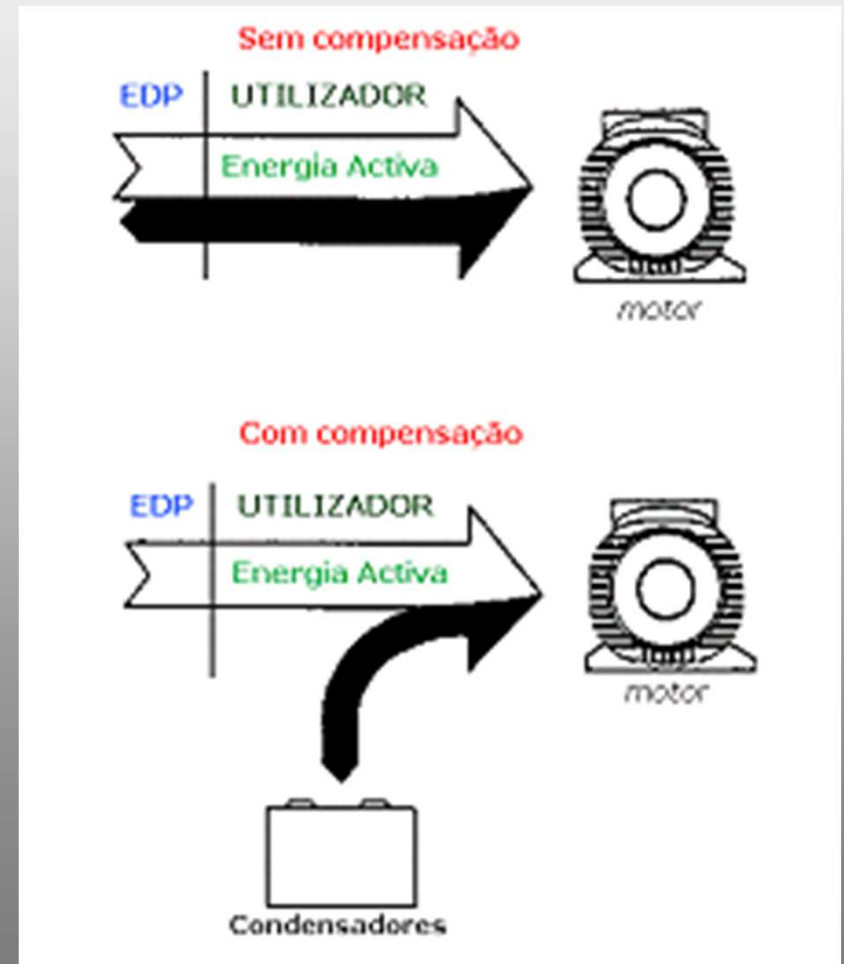 Sem compensação
EDP UTILIZADOR
Energia Activa
motor
Com compensação
EDP UTILIZADOR
Energia Activa
motor
Condensadores